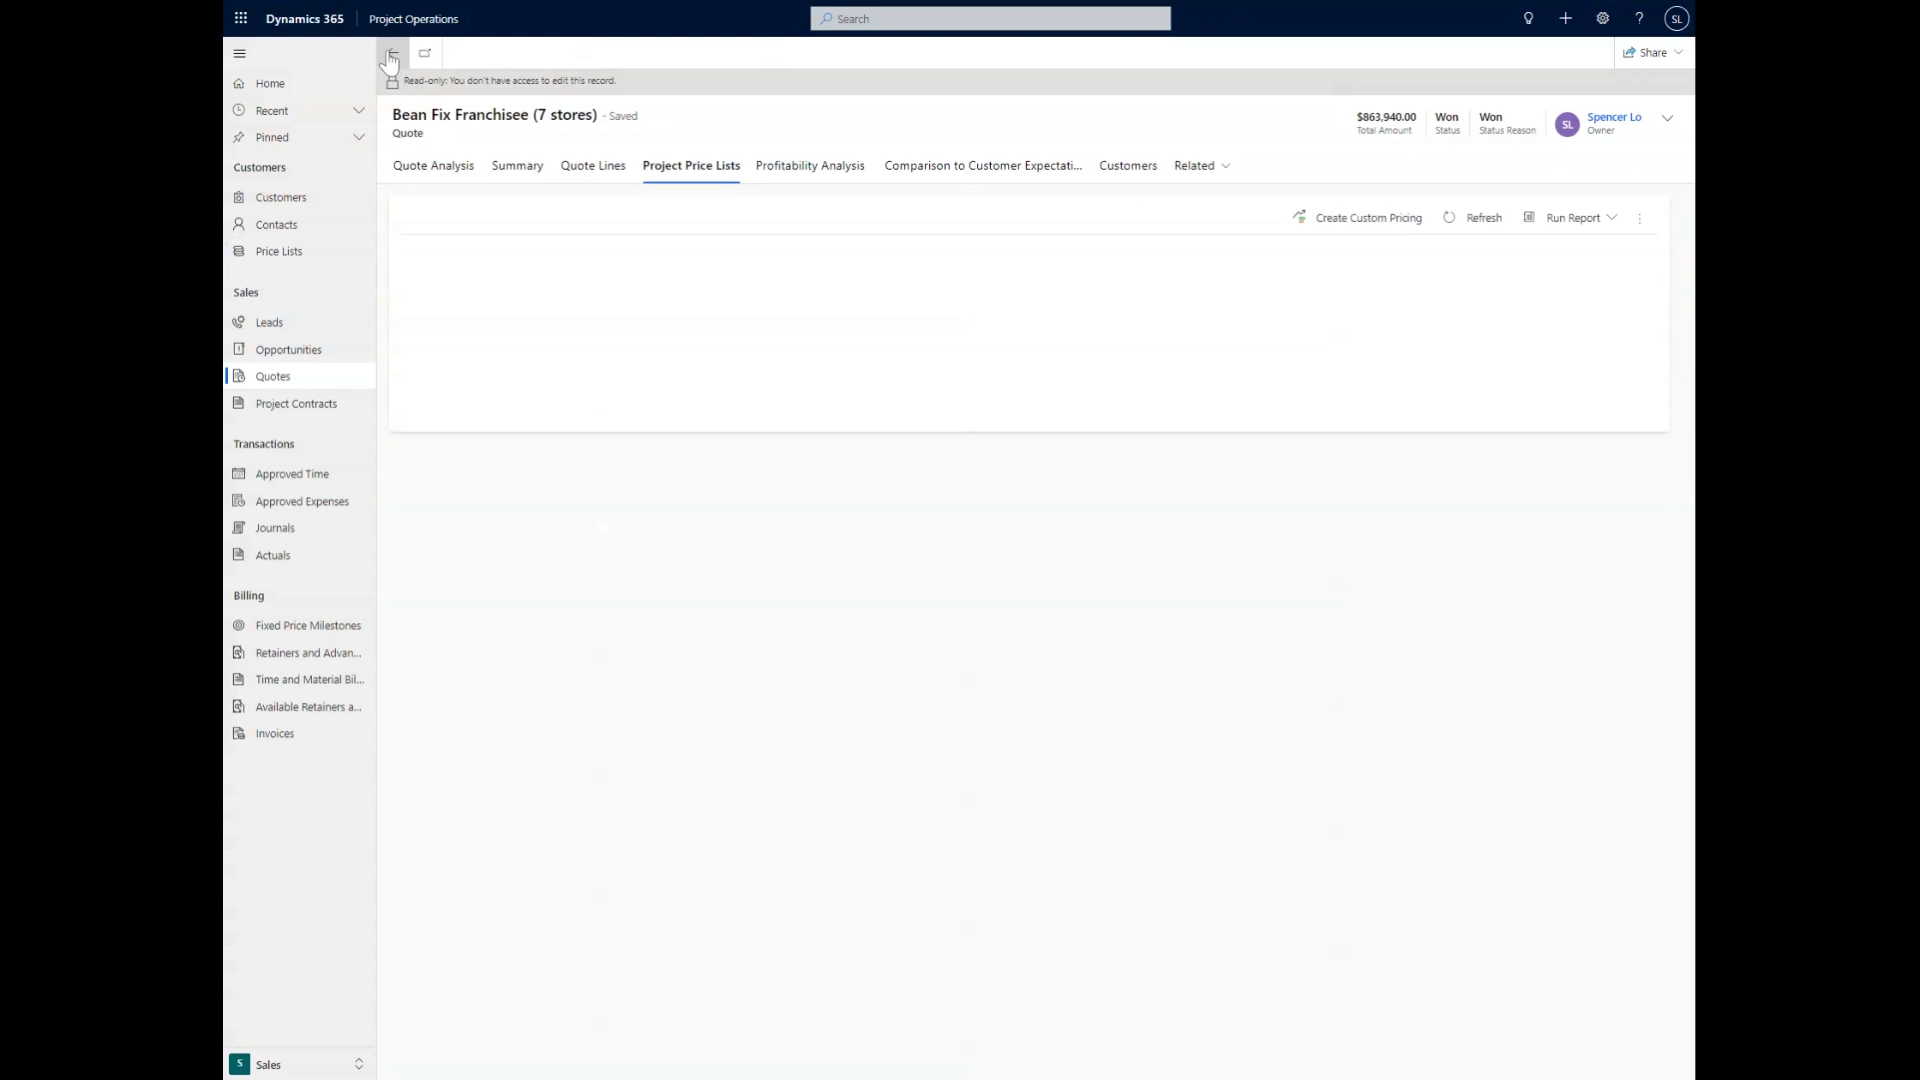 Dynamics 365 Project Operations
Search
SL
Share
Read-only: You don't have access to edit this record.
Home
Recent
Pinned
Customers
Customers
Contacts
Price Lists
Sales
Leads
Opportunities
Quotes
Project Contracts
Transactions
Approved Time
Approved Expenses
Journals
Actuals
Billing
Fixed Price Milestones
Retainers and Advan...
Time and Material Bil...
Available Retainers a...
Invoices
S Sales
Bean Fix Franchisee (7 stores) - Saved
Quote
$863,940.00
Total Amount
Won
Status
Won
Status Reason
SL
Spencer Lo
Owner
Quote Analysis Summary Quote Lines Project Price Lists Profitability Analysis Comparison to Customer Expectati... Customers Related
Create Custom Pricing Refresh Run Report